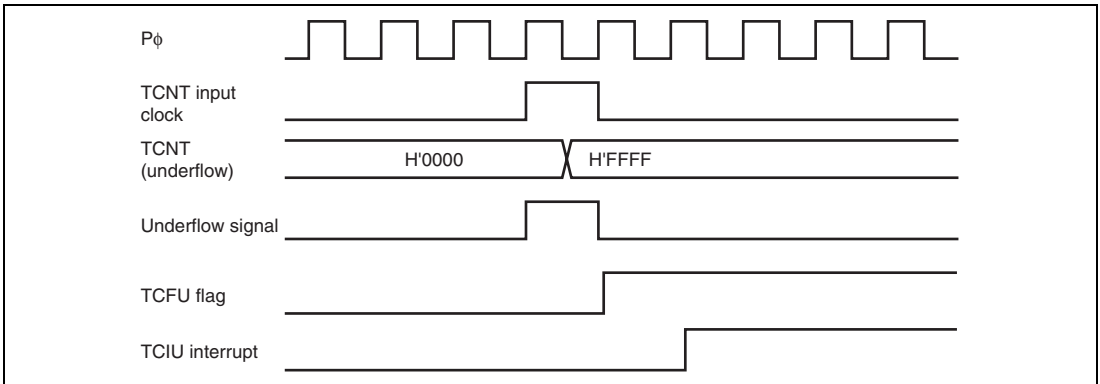 Pϕ
TCNT input
clock
TCNT
(underflow)
H'0000
H'FFFF
Underflow signal
TCFU flag
TCIU interrupt